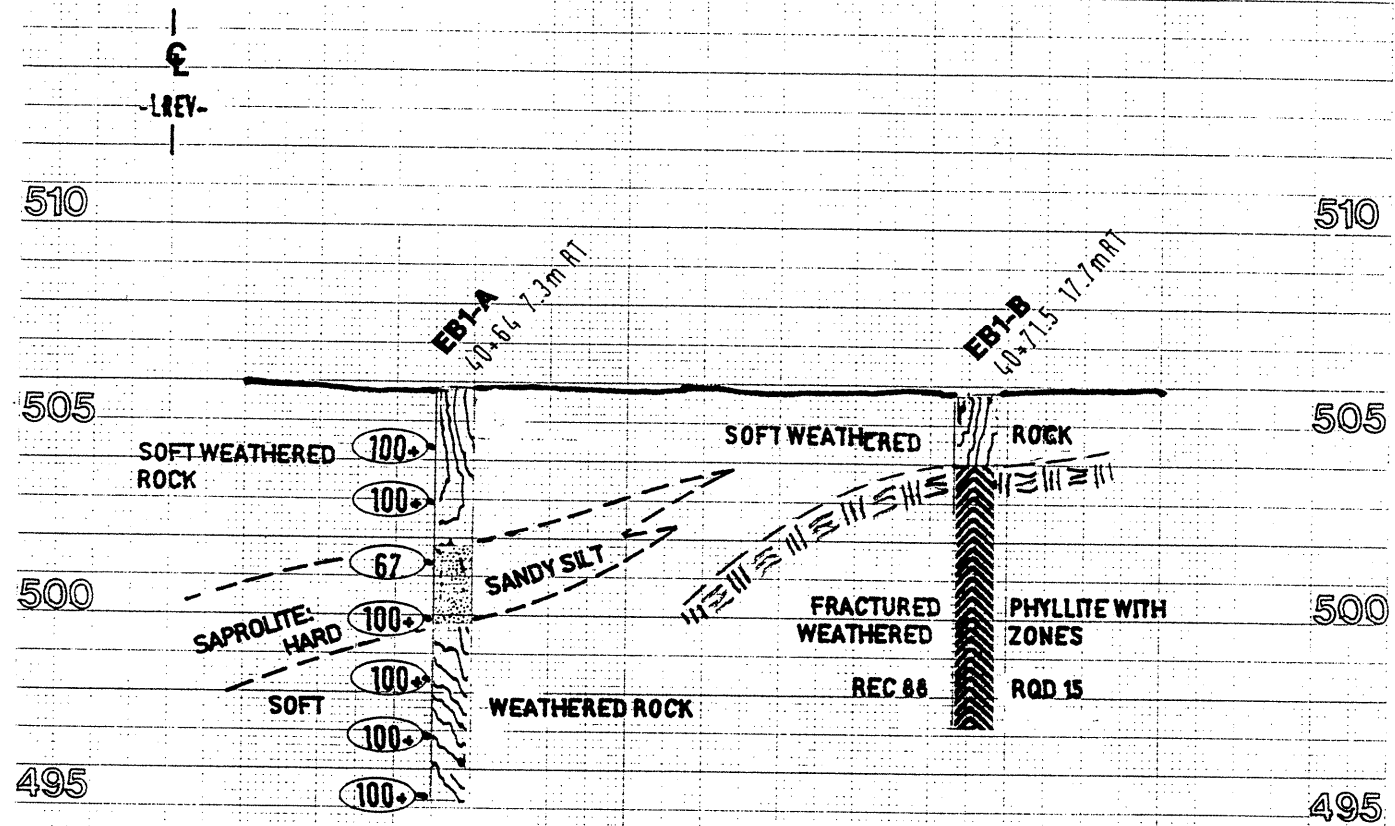 ℄
-LREV-
510
510
EB1-A
40+64 7.3m RT
EB1-B
40+71.5 17.7mRT
505
505
SOFT WEATHERED
ROCK
100+
100+
SOFT WEATHERED ROCK
67
SANDY SILT
500
500
SAPROLITE:
HARD
100+
FRACTURED PHYLLITE WITH
WEATHERED ZONES
100+
REC 88 RQD 15
SOFT WEATHERED ROCK
100+
100+
495
495